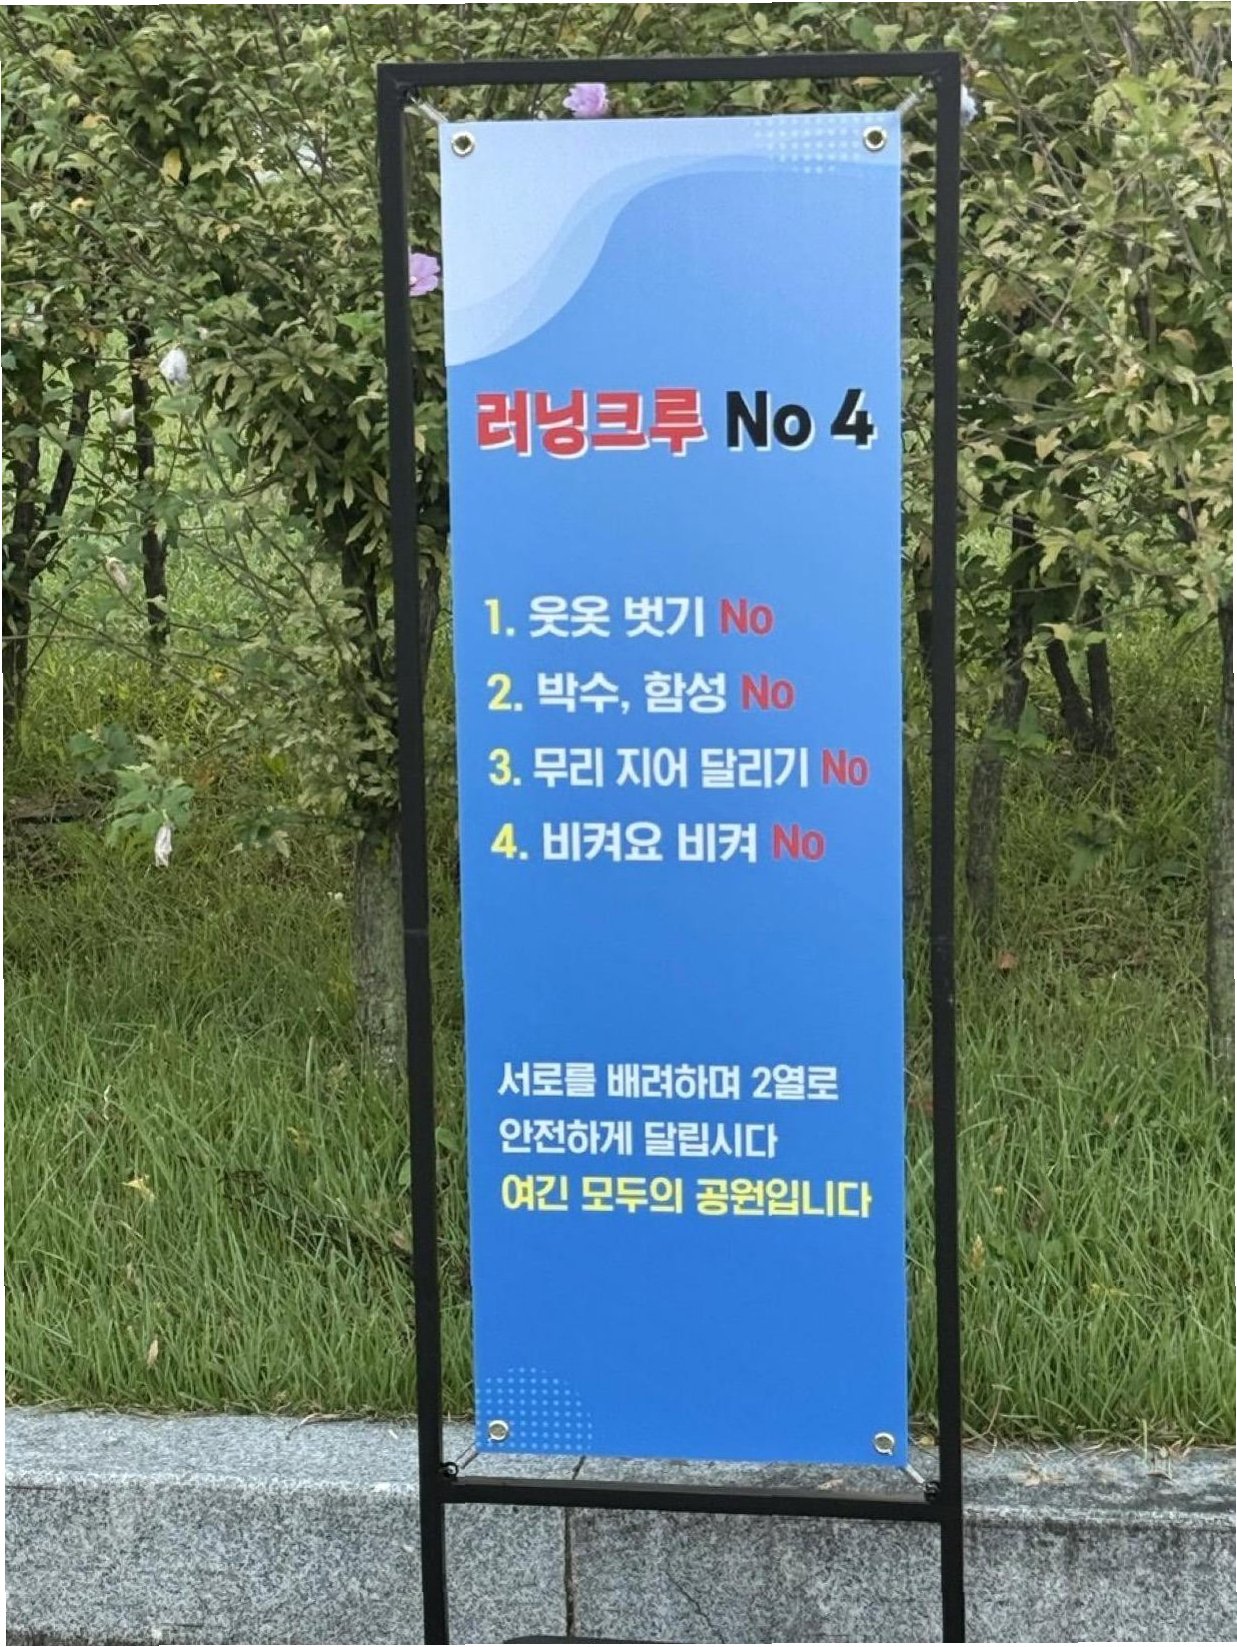 러닝크루 No 4
1. 웃옷 벗기 No
2. 박수, 함성 No
3. 무리 지어 달리기 No
4. 비켜요 비켜 No
서로를 배려하며 2열로
안전하게 달립시다
여긴 모두의 공원입니다